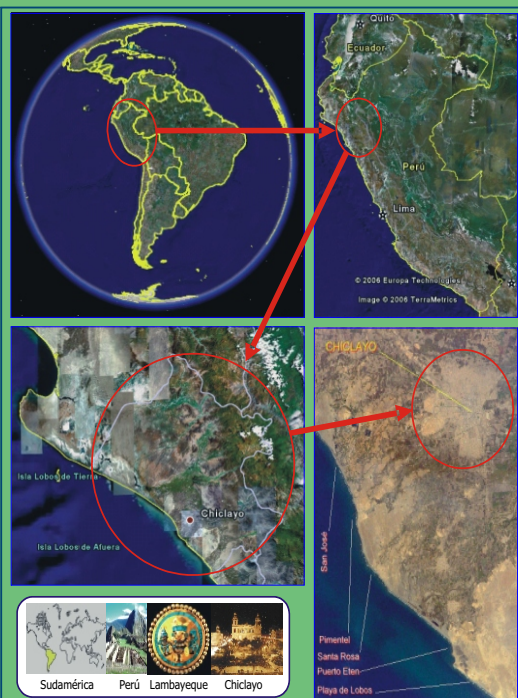 Quito
Ecuador
Perú
Lima
© 2006 Europa Technologies
Image © 2006 TerraMetrics
Isla Lobos de Tierra
Chiclayo
Isla Lobos de Afuera
CHICLAYO
San José
Pimentel
Santa Rosa
Puerto Eten
Playa de Lobos
Sudamérica Perú Lambayeque Chiclayo